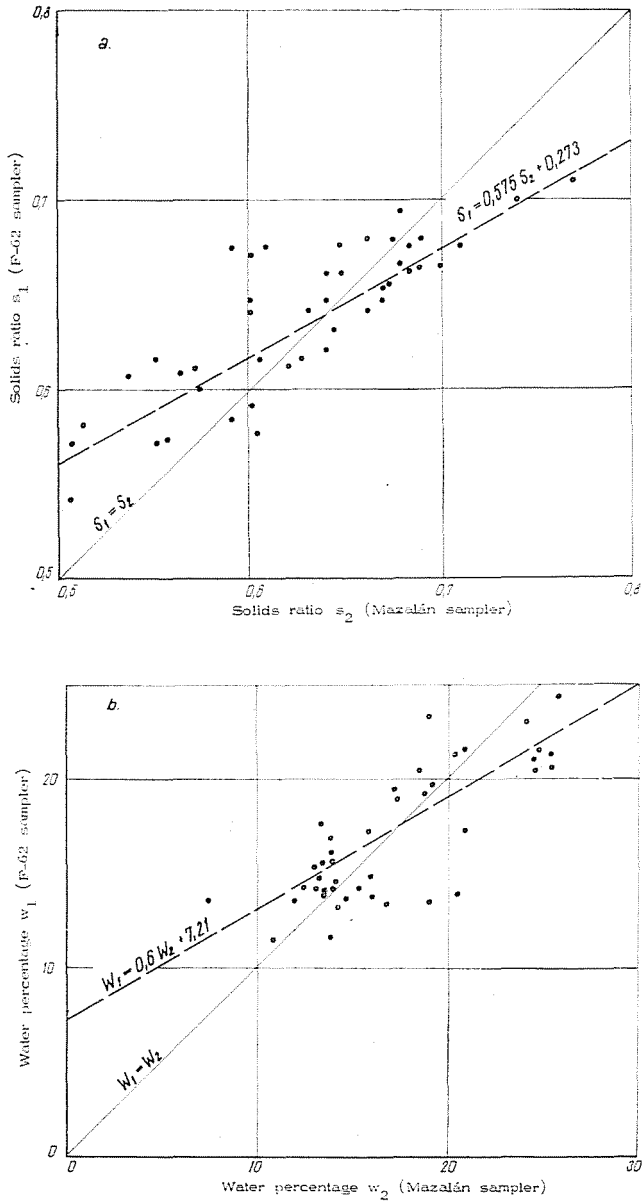 a.
0,8
0,7
0,6
0,5
Solids ratio s1 (F-62 sampler)
S1 = 0,575 S2 + 0,273
S1 = S2
0,5
0,6
0,7
0,8
Solids ratio s2 (Mazalán sampler)
b.
20
10
0
Water percentage w1 (F-62 sampler)
W1 = 0,6 W2 + 7,21
W1 = W2
0
10
20
30
Water percentage w2 (Mazalán sampler)